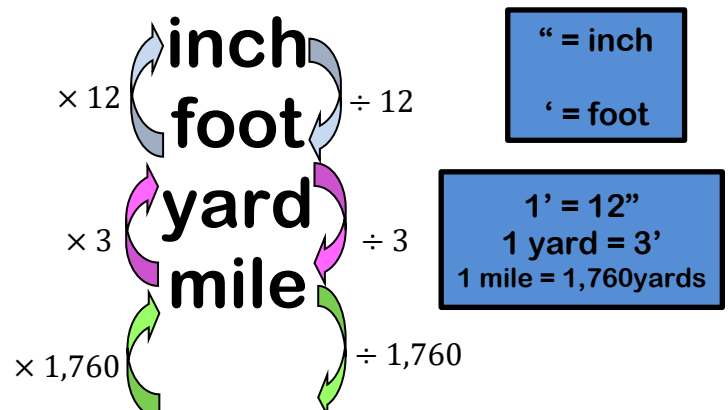 inch
× 12
÷ 12
foot
yard
× 3
÷ 3
mile
× 1,760
÷ 1,760
“ = inch
‘ = foot
1’ = 12”
1 yard = 3’
1 mile = 1,760yards